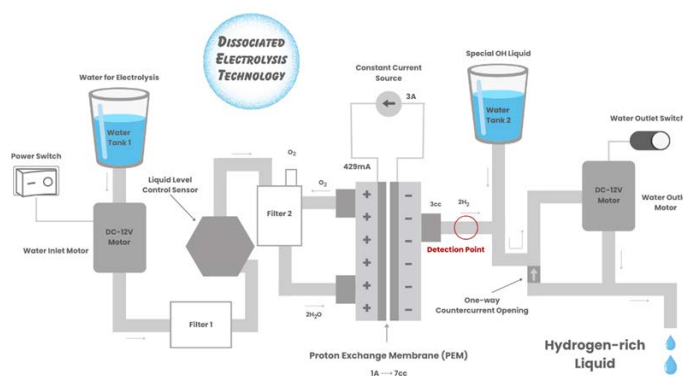 DISSOCIATED
ELECTROLYSIS
TECHNOLOGY
Water for Electrolysis
Water
Tank 1
Power Switch
Liquid Level
Control Sensor
DC-12V
Motor
Water Inlet Motor
Filter 1
O₂
Filter 2
O₂
2H₂O
Constant Current
Source
3A
429mA
Proton Exchange Membrane (PEM)
1A → 7cc
3cc
2H₂
Detection Point
Special OH Liquid
Water
Tank 2
Water Outlet Switch
DC-12V
Motor
Water Outlet
Motor
One-way
Countercurrent Opening
Hydrogen-rich
Liquid